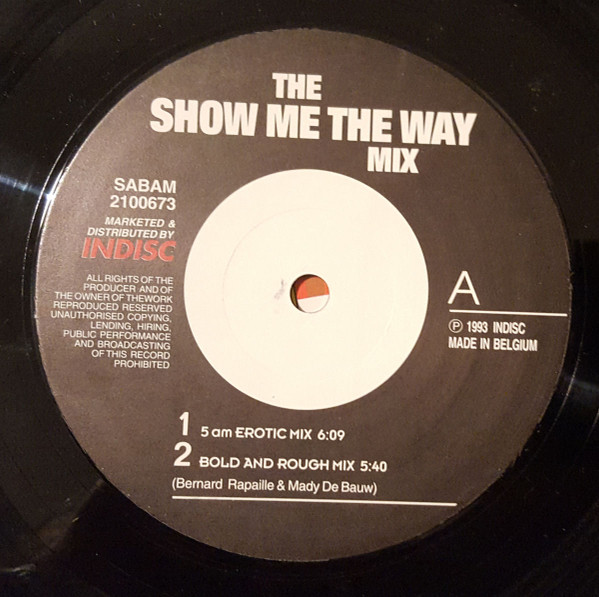 THE
SHOW ME THE WAY
MIX
SABAM
2100673
MARKETED &
DISTRIBUTED BY
INDISC
ALL RIGHTS OF THE
PRODUCER AND OF
THE OWNER OF THEWORK
REPRODUCED RESERVED
UNAUTHORISED COPYING,
LENDING, HIRING,
PUBLIC PERFORMANCE
AND BROADCASTING
OF THIS RECORD
PROHIBITED
A
℗ 1993 INDISC
MADE IN BELGIUM
1 5 am EROTIC MIX 6:09
2 BOLD AND ROUGH MIX 5:40
(Bernard Rapaille & Mady De Bauw)